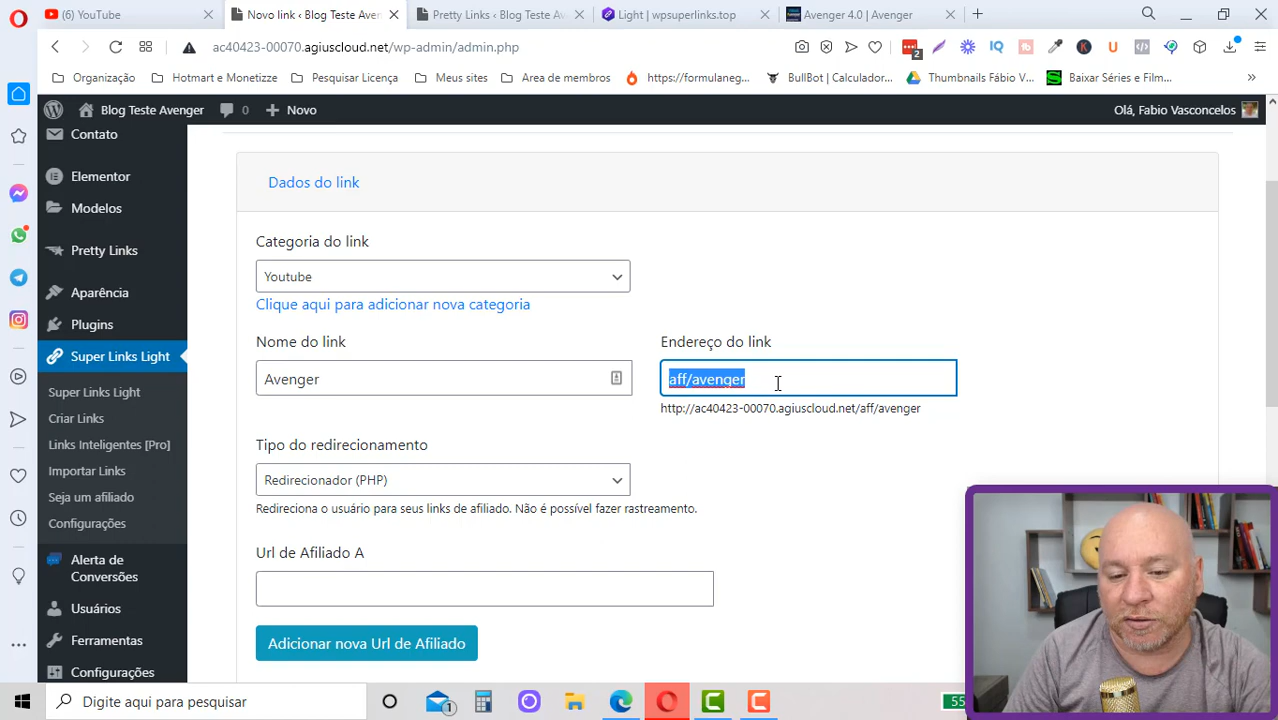 YouTube
Novo link ‹ Blog Teste Aven
Pretty Links ‹ Blog Teste Av
Light | wpsuperlinks.top
Avenger 4.0 | Avenger
ac40423-00070.agiuscloud.net/wp-admin/admin.php
2
Organização
Hotmart e Monetizze
Pesquisar Licença
Meus sites
Area de membros
https://formulaneg...
BullBot | Calculador...
Thumbnails Fábio V...
Baixar Séries e Film...
Blog Teste Avenger
0
Novo
Olá, Fabio Vasconcelos
Contato
Elementor
Modelos
Pretty Links
Aparência
Plugins
Super Links Light
Super Links Light
Criar Links
Links Inteligentes [Pro]
Importar Links
Seja um afiliado
Configurações
Alerta de
Conversões
Usuários
Ferramentas
Configurações
Dados do link
Categoria do link
Youtube
Clique aqui para adicionar nova categoria
Nome do link
Endereço do link
Avenger
aff/avenger
http://ac40423-00070.agiuscloud.net/aff/avenger
Tipo do redirecionamento
Redirecionador (PHP)
Redireciona o usuário para seus links de afiliado. Não é possível fazer rastreamento.
Url de Afiliado A
Adicionar nova Url de Afiliado
Digite aqui para pesquisar
1
55